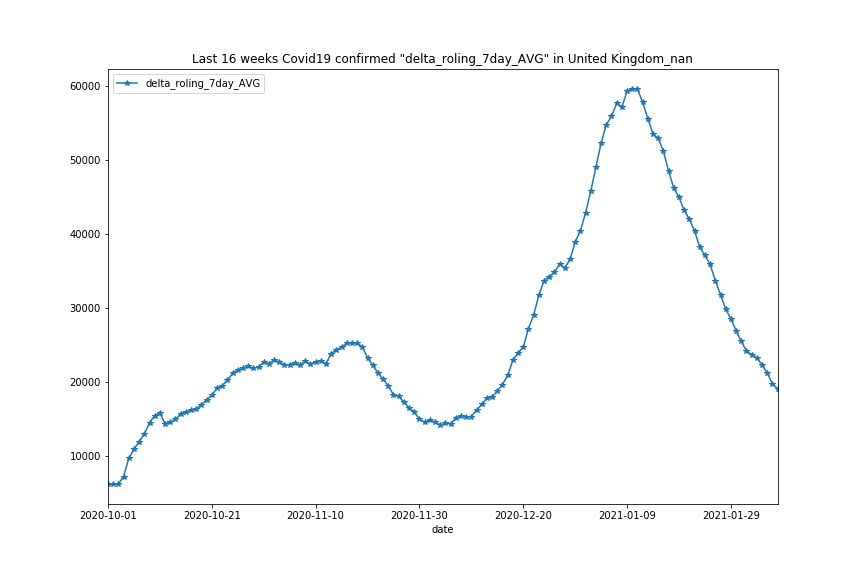 Last 16 weeks Covid19 confirmed "delta_roling_7day_AVG" in United Kingdom_nan
delta_roling_7day_AVG
60000
50000
40000
30000
20000
10000
2020-10-01 2020-10-21 2020-11-10 2020-11-30 2020-12-20 2021-01-09 2021-01-29
date